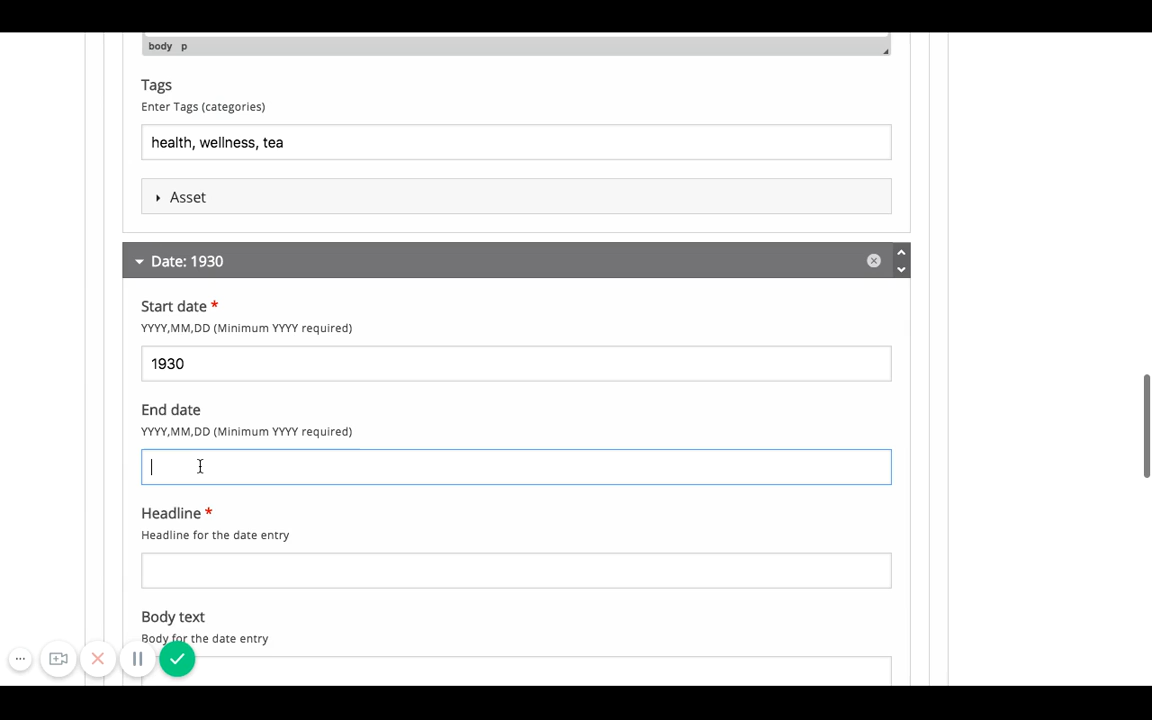 body p
Tags
Enter Tags (categories)
health, wellness, tea
Asset
Date: 1930
Start date *
YYYY,MM,DD (Minimum YYYY required)
1930
End date
YYYY,MM,DD (Minimum YYYY required)
Headline *
Headline for the date entry
Body text
Body for the date entry